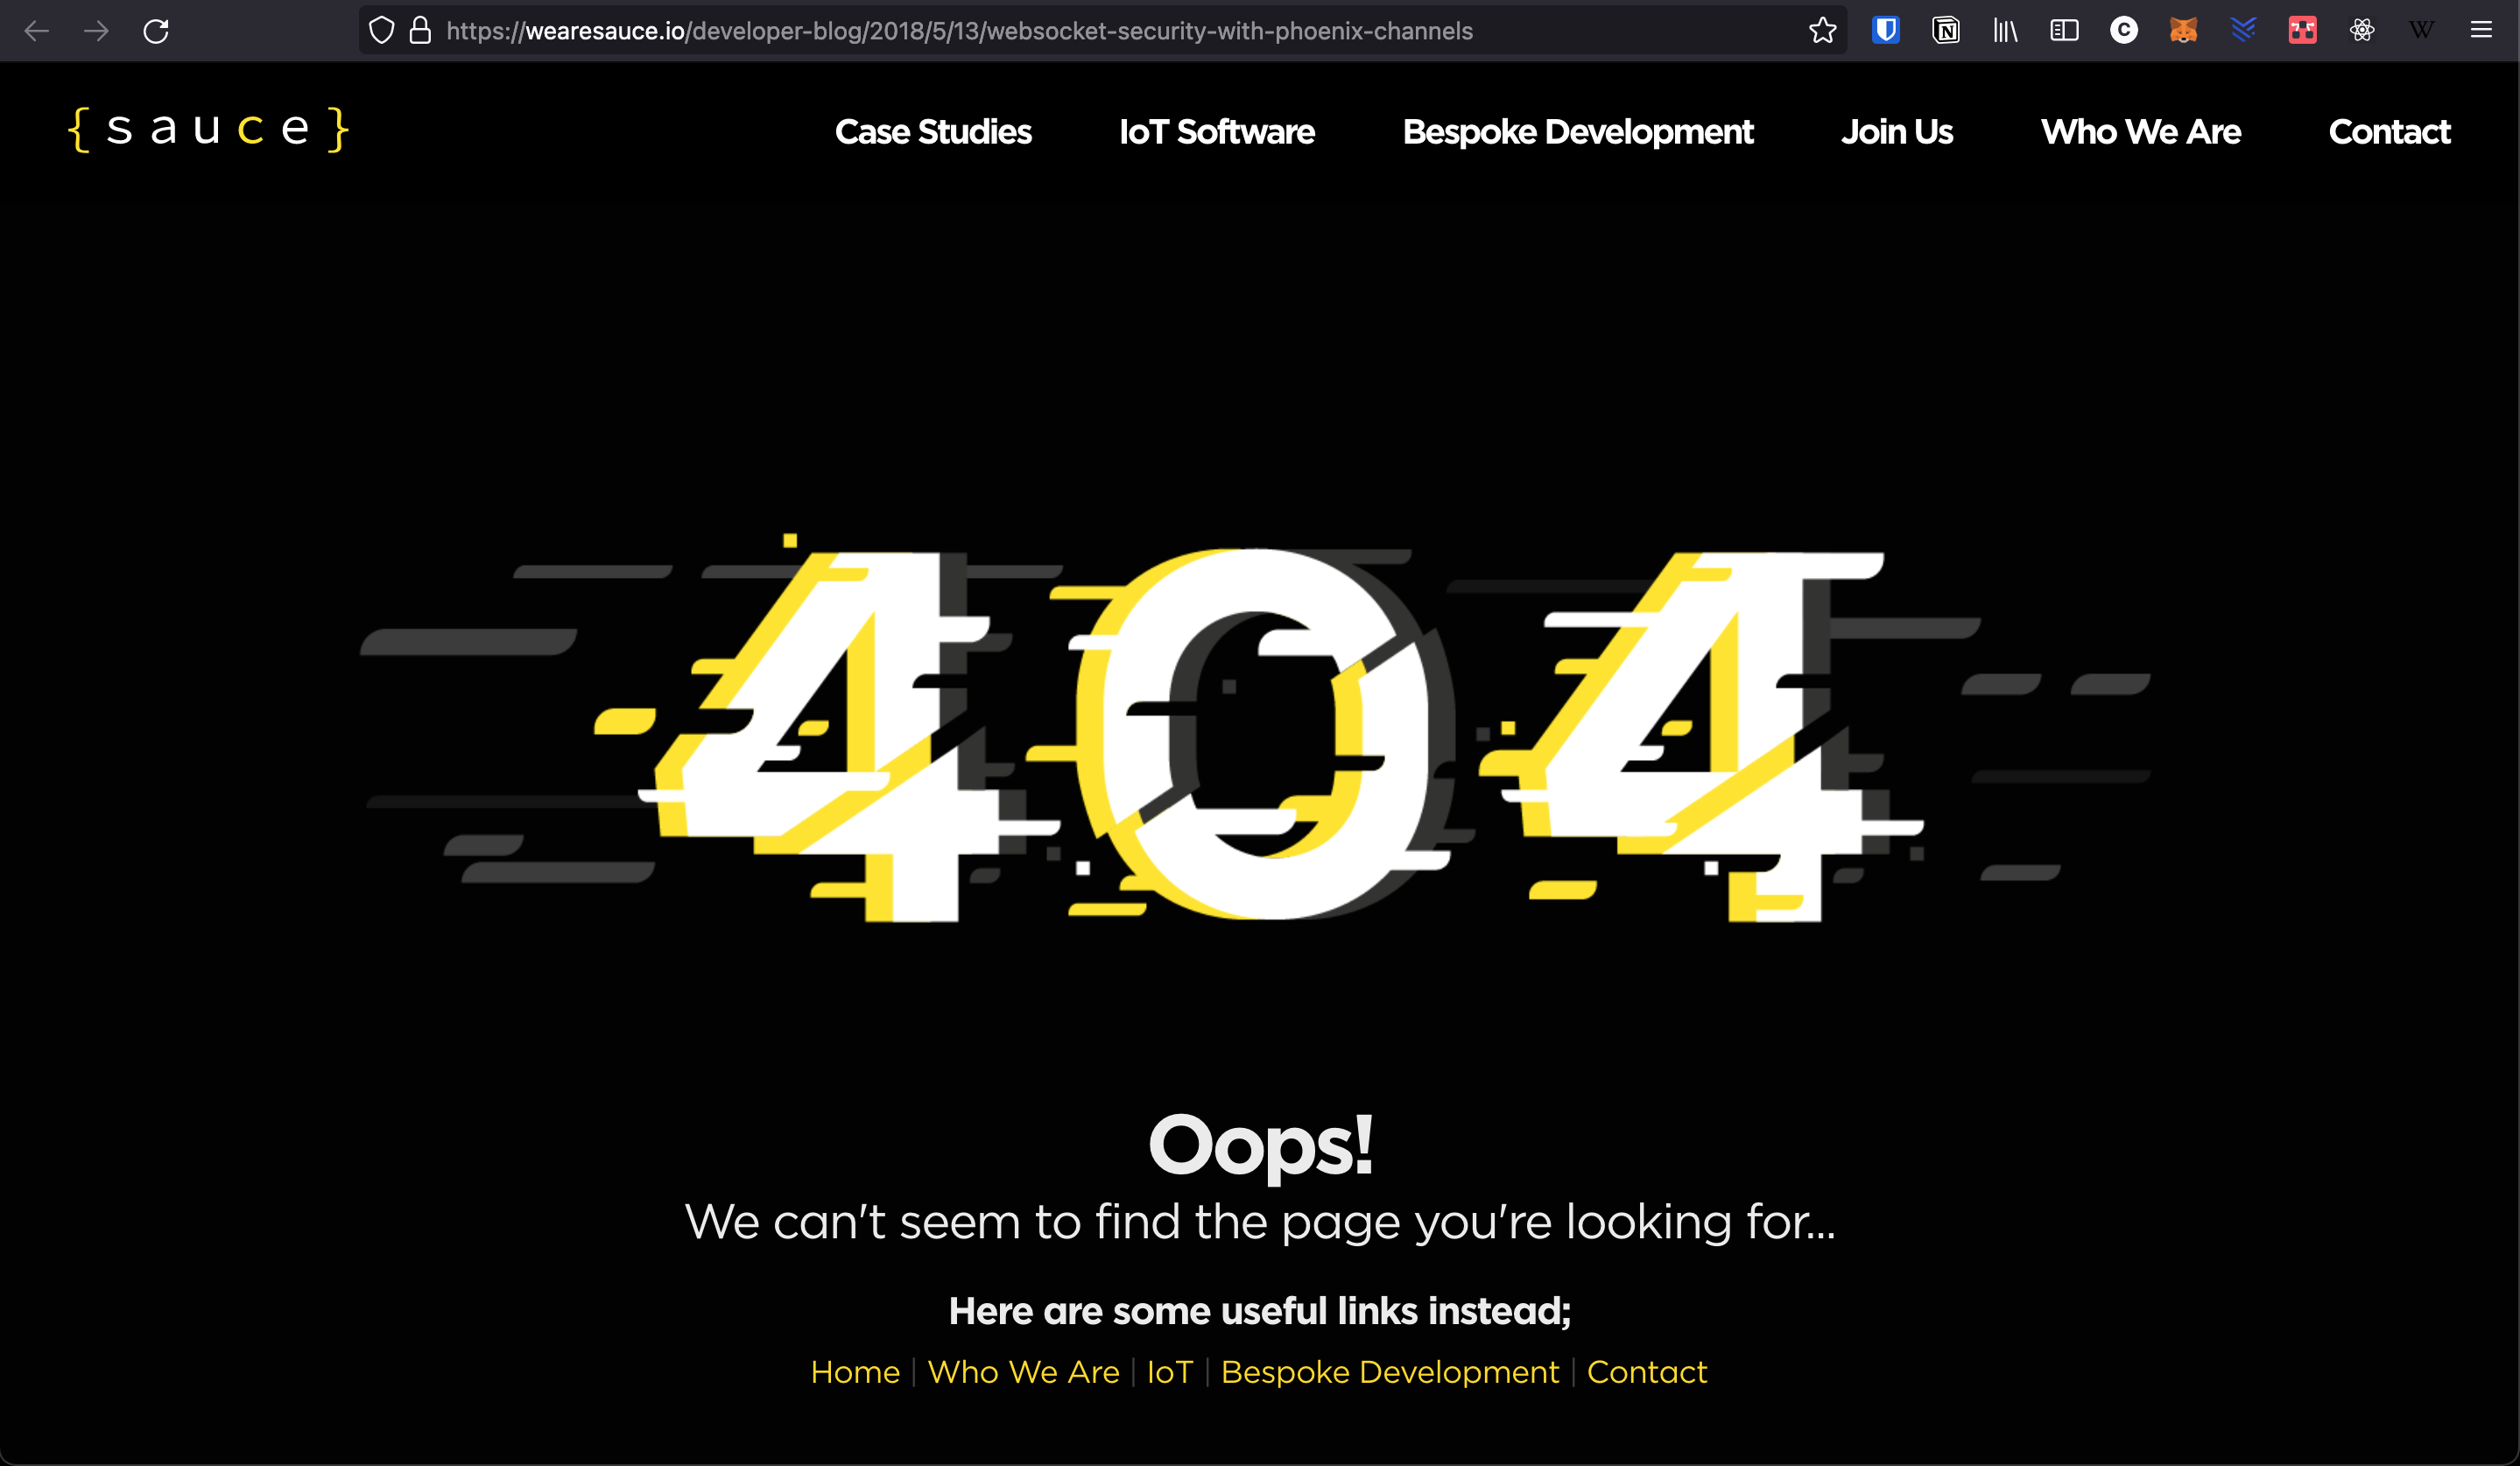 https://wearesauce.io/developer-blog/2018/5/13/websocket-security-with-phoenix-channels
{sauce}
Case Studies IoT Software Bespoke Development Join Us Who We Are Contact
404
Oops!
We can't seem to find the page you're looking for...
Here are some useful links instead;
Home | Who We Are | IoT | Bespoke Development | Contact